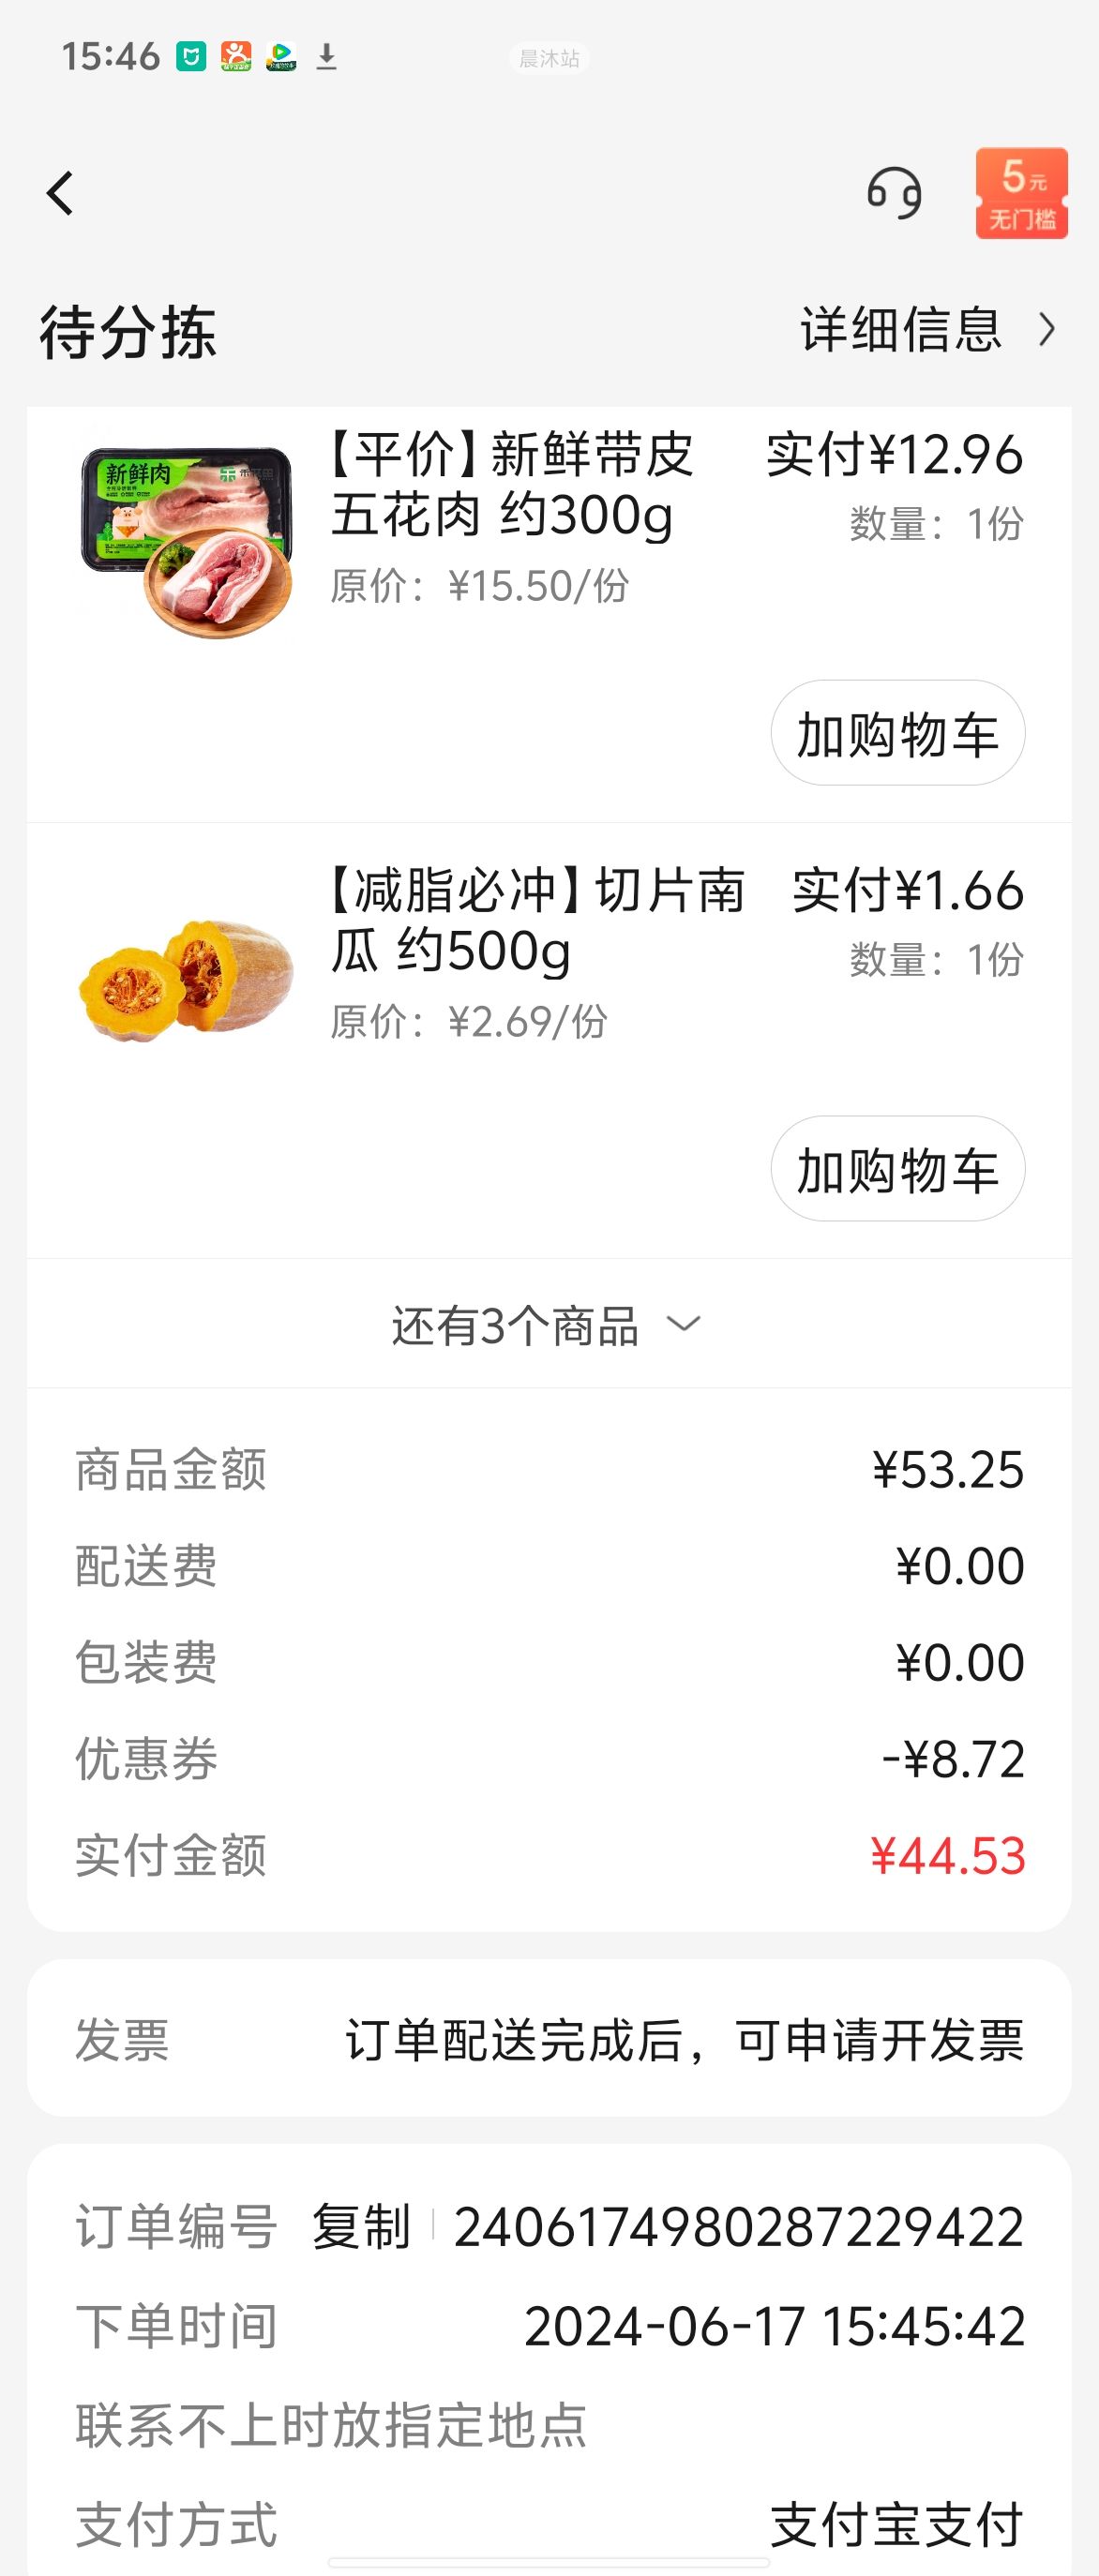 15:46
晨沐站
5元
无门槛
待分拣
详细信息
新鲜肉
【平价】新鲜带皮
五花肉 约300g
实付¥12.96
数量：1份
原价：¥15.50/份
加购物车
【减脂必冲】切片南
瓜 约500g
实付¥1.66
数量：1份
原价：¥2.69/份
加购物车
还有3个商品
商品金额 ¥53.25
配送费 ¥0.00
包装费 ¥0.00
优惠券 -¥8.72
实付金额 ¥44.53
发票 订单配送完成后，可申请开发票
订单编号 复制 2406174980287229422
下单时间 2024-06-17 15:45:42
联系不上时放指定地点
支付方式 支付宝支付